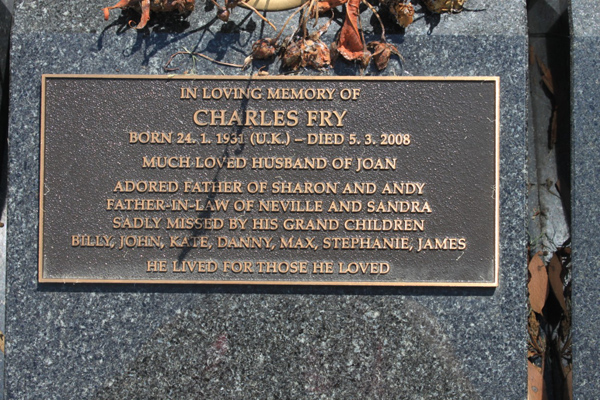 IN LOVING MEMORY OF
CHARLES FRY
BORN 24. 1. 1931 (U.K.) – DIED 5. 3. 2008
MUCH LOVED HUSBAND OF JOAN
ADORED FATHER OF SHARON AND ANDY
FATHER-IN-LAW OF NEVILLE AND SANDRA
SADLY MISSED BY HIS GRAND CHILDREN
BILLY, JOHN, KATE, DANNY, MAX, STEPHANIE, JAMES
HE LIVED FOR THOSE HE LOVED